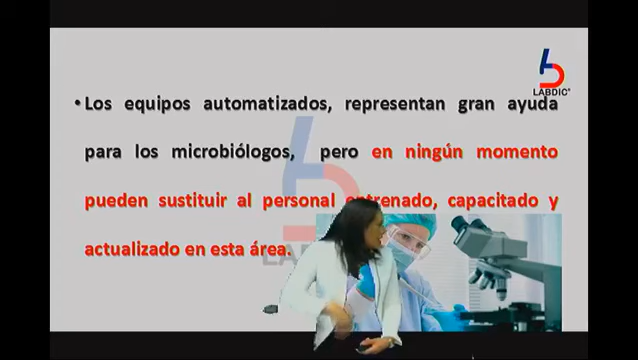 LABDIC
• Los equipos automatizados, representan gran ayuda
para los microbiólogos, pero en ningún momento
pueden sustituir al personal entrenado, capacitado y
actualizado en esta área.